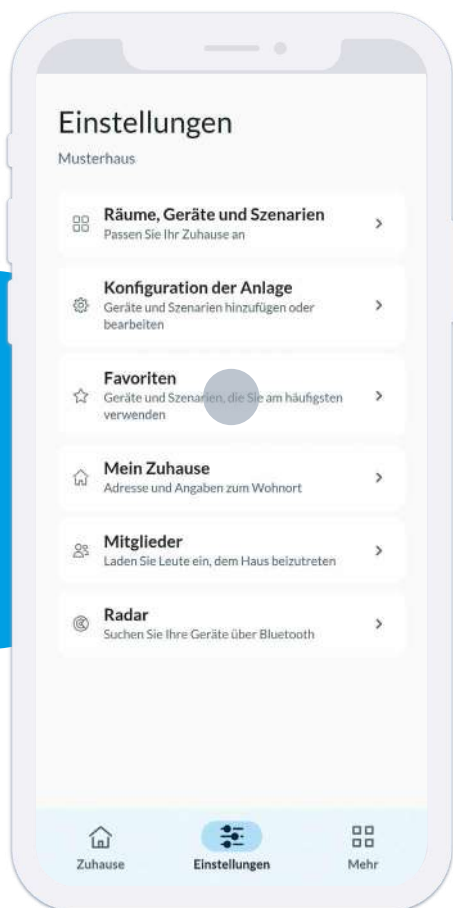 Einstellungen
Musterhaus
Räume, Geräte und Szenarien
Passen Sie Ihr Zuhause an
Konfiguration der Anlage
Geräte und Szenarien hinzufügen oder
bearbeiten
Favoriten
Geräte und Szenarien, die Sie am häufigsten
verwenden
Mein Zuhause
Adresse und Angaben zum Wohnort
Mitglieder
Laden Sie Leute ein, dem Haus beizutreten
Radar
Suchen Sie Ihre Geräte über Bluetooth
Zuhause
Einstellungen
Mehr